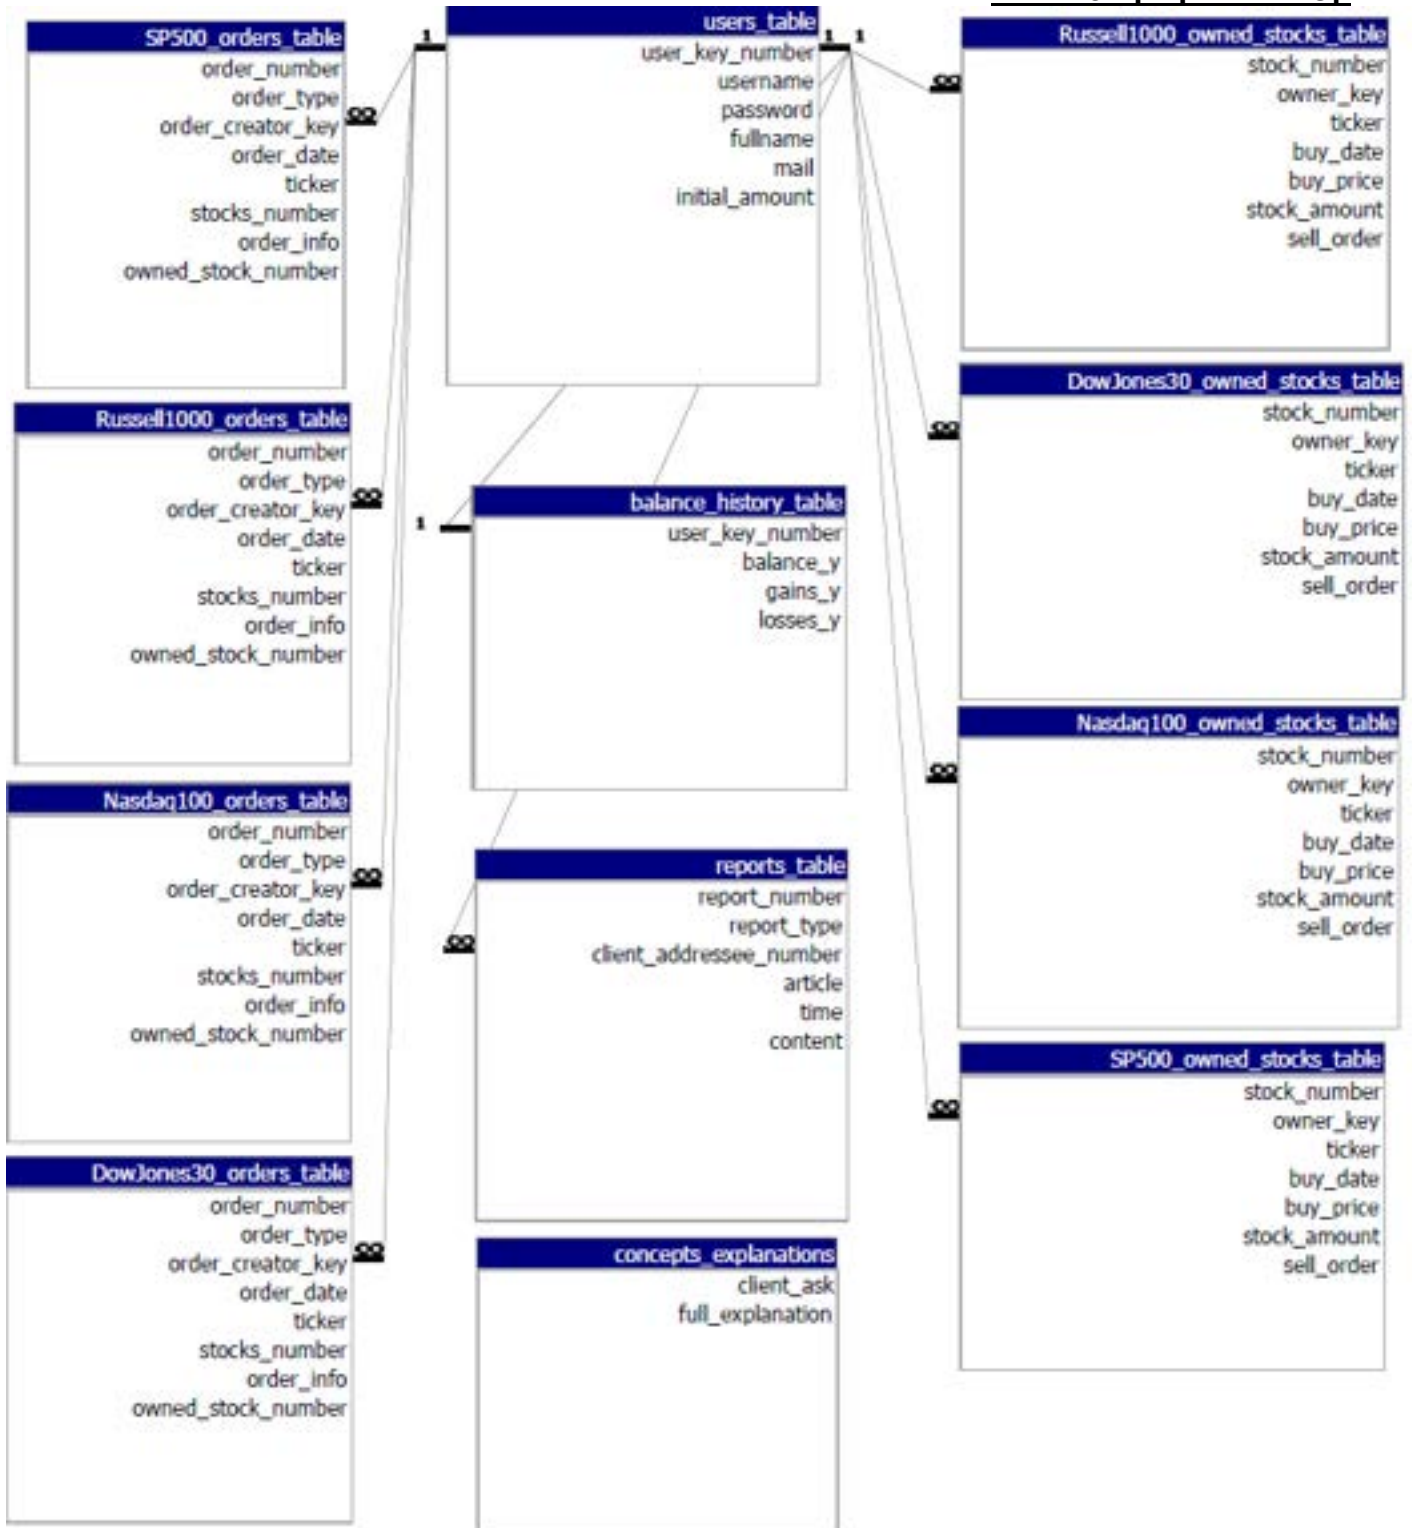 SP500_orders_table
order_number
order_type
order_creator_key
order_date
ticker
stocks_number
order_info
owned_stock_number
Russell1000_orders_table
order_number
order_type
order_creator_key
order_date
ticker
stocks_number
order_info
owned_stock_number
Nasdaq100_orders_table
order_number
order_type
order_creator_key
order_date
ticker
stocks_number
order_info
owned_stock_number
DowJones30_orders_table
order_number
order_type
order_creator_key
order_date
ticker
stocks_number
order_info
owned_stock_number
∞
∞
∞
∞
1
users_table
user_key_number
username
password
fullname
mail
initial_amount
1
1
1
balance_history_table
user_key_number
balance_y
gains_y
losses_y
∞
reports_table
report_number
report_type
client_addressee_number
article
time
content
concepts_explanations
client_ask
full_explanation
∞
∞
∞
∞
Russell1000_owned_stocks_table
stock_number
owner_key
ticker
buy_date
buy_price
stock_amount
sell_order
DowJones30_owned_stocks_table
stock_number
owner_key
ticker
buy_date
buy_price
stock_amount
sell_order
Nasdaq100_owned_stocks_table
stock_number
owner_key
ticker
buy_date
buy_price
stock_amount
sell_order
SP500_owned_stocks_table
stock_number
owner_key
ticker
buy_date
buy_price
stock_amount
sell_order